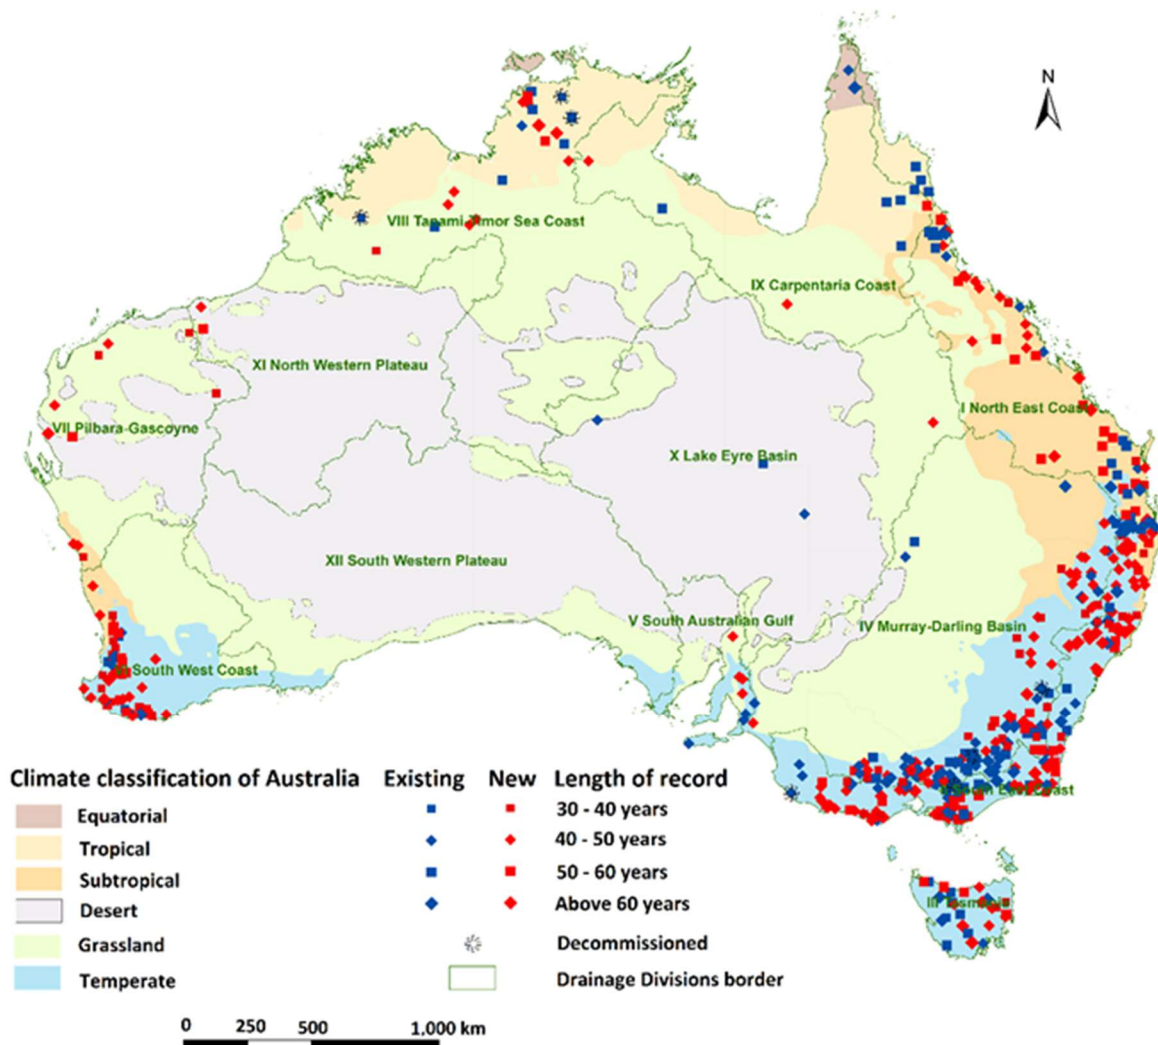 N
VIII Tanami-Timor Sea Coast
IX Carpentaria Coast
XI North Western Plateau
I North East Coast
VII Pilbara-Gascoyne
X Lake Eyre Basin
XII South Western Plateau
V South Australian Gulf
IV Murray-Darling Basin
South West Coast
South East Coast
III Tasmania
Climate classification of Australia
Existing
New
Length of record
Equatorial
Tropical
Subtropical
Desert
Grassland
Temperate
30 - 40 years
40 - 50 years
50 - 60 years
Above 60 years
Decommissioned
Drainage Divisions border
0 250 500 1,000 km